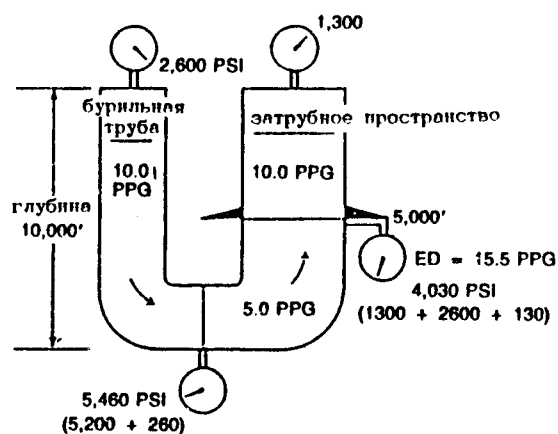 1,300
2,600 PSI
бурильная
труба
затрубное пространство
10.0
PPG
10.0 PPG
глубина
10,000'
5,000'
ED = 15.5 PPG
4,030 PSI
(1300 + 2600 + 130)
5.0 PPG
5,460 PSI
(5,200 + 260)